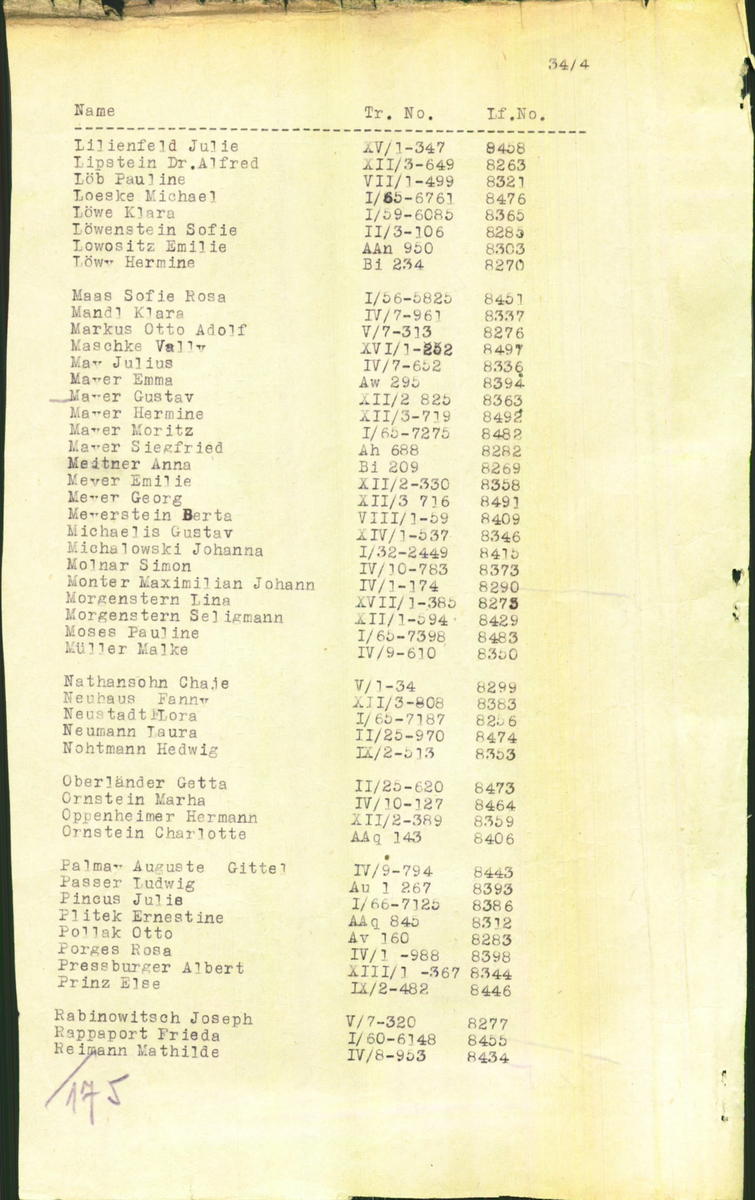 34/4
Name Tr. No. Lf.No.
Lilienfeld Julie XV/1-347 8458
Lipstein Dr.Alfred XII/3-649 8263
Löb Pauline VII/1-499 8321
Loeske Michael I/65-6761 8476
Löwe Klara I/59-6085 8365
Löwenstein Sofie II/3-106 8285
Lowositz Emilie AAn 950 8303
Löwy Hermine Bi 234 8270
Maas Sofie Rosa I/56-5825 8451
Mandl Klara IV/7-961 8337
Markus Otto Adolf V/7-313 8276
Maschke Vally XVI/1-252 8497
May Julius IV/7-652 8336
Mayer Emma Aw 295 8394
Mayer Gustav XII/2 825 8363
Mayer Hermine XII/3-719 8492
Mayer Moritz I/65-7275 8482
Mayer Siegfried Ah 688 8282
Meitner Anna Bi 209 8269
Meyer Emilie XII/2-330 8358
Meyer Georg XII/3 716 8491
Meyerstein Berta VIII/1-59 8409
Michaelis Gustav XIV/1-537 8346
Michalowski Johanna I/32-2449 8415
Molnar Simon IV/10-783 8373
Monter Maximilian Johann IV/1-174 8290
Morgenstern Lina XVII/1-385 8275
Morgenstern Seligmann XII/1-594 8429
Moses Pauline I/65-7398 8483
Müller Malke IV/9-610 8350
Nathansohn Chaje V/1-34 8299
Neuhaus Fanny XII/3-808 8383
Neustadtl Lora I/65-7187 8256
Neumann Laura II/25-970 8474
Nohtmann Hedwig IX/2-513 8353
Oberländer Getta II/25-620 8473
Ornstein Marha IV/10-127 8464
Oppenheimer Hermann XII/2-389 8359
Ornstein Charlotte AAq 143 8406
Palmay Auguste Gittel IV/9-794 8443
Passer Ludwig Au 1 267 8393
Pincus Julie I/66-7125 8386
Plitek Ernestine AAq 845 8312
Pollak Otto Av 160 8283
Porges Rosa IV/1 -988 8398
Pressburger Albert XIII/1 -367 8344
Prinz Else IX/2-482 8446
Rabinowitsch Joseph V/7-320 8277
Rappaport Frieda I/60-6148 8455
Reimann Mathilde IV/8-953 8434
/175